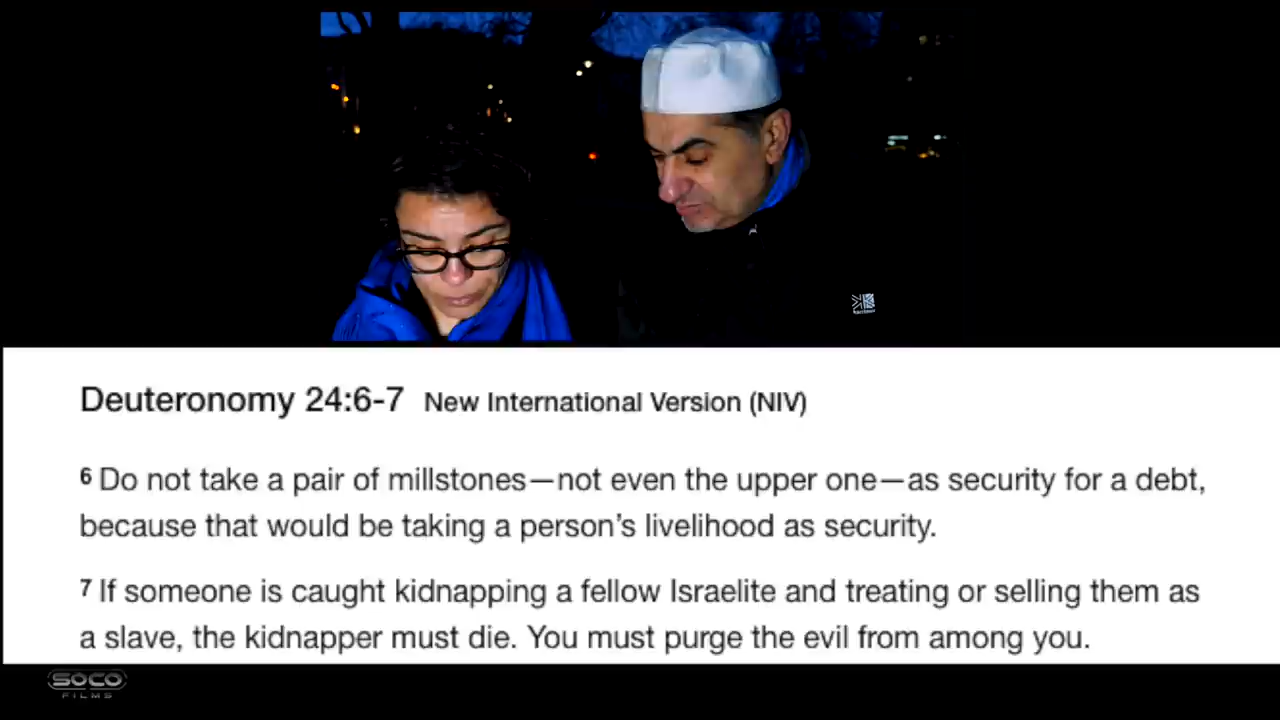 Deuteronomy 24:6-7 New International Version (NIV)
6 Do not take a pair of millstones—not even the upper one—as security for a debt,
because that would be taking a person's livelihood as security.
7 If someone is caught kidnapping a fellow Israelite and treating or selling them as
a slave, the kidnapper must die. You must purge the evil from among you.
SOCO
FILMS